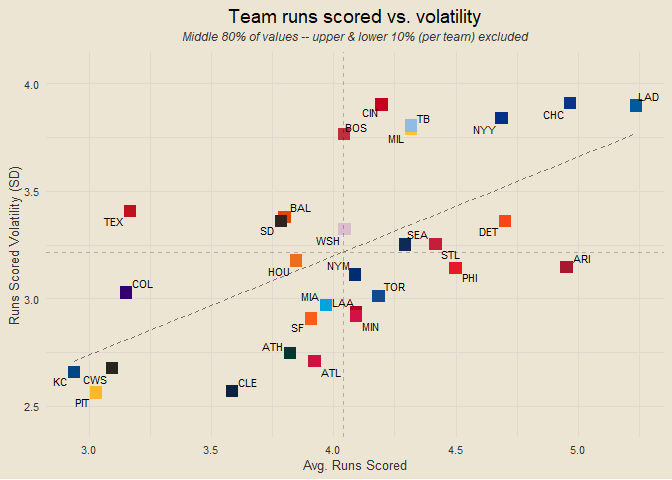 Team runs scored vs. volatility
Middle 80% of values -- upper & lower 10% (per team) excluded
4.0
3.5
3.0
2.5
Runs Scored Volatility (SD)
LAD
CHC
CIN
TB
NYY
BOS
MIL
BAL
TEX
SD
DET
SEA
WSH
STL
ARI
NYM
HOU
PHI
COL
TOR
MIA
LAA
SF
MIN
ATH
ATL
CWS
KC
CLE
PIT
3.0
3.5
4.0
4.5
5.0
Avg. Runs Scored